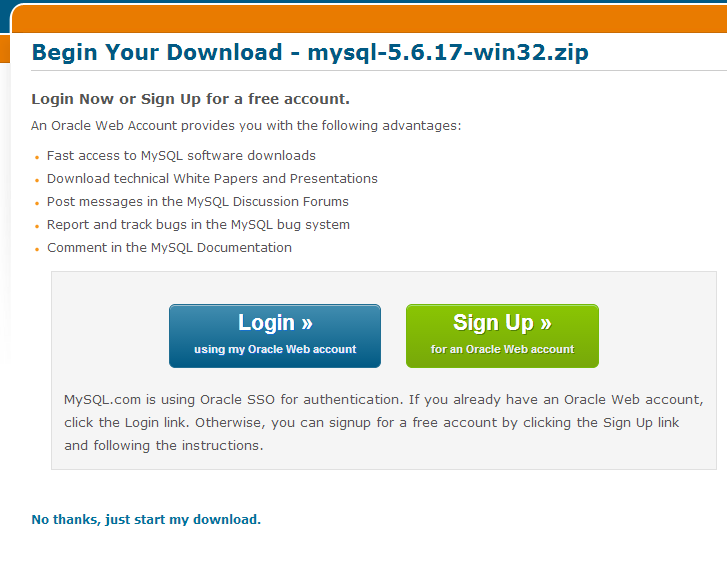 Begin Your Download - mysql-5.6.17-win32.zip
Login Now or Sign Up for a free account.
An Oracle Web Account provides you with the following advantages:
Fast access to MySQL software downloads
Download technical White Papers and Presentations
Post messages in the MySQL Discussion Forums
Report and track bugs in the MySQL bug system
Comment in the MySQL Documentation
Login »
using my Oracle Web account
Sign Up »
for an Oracle Web account
MySQL.com is using Oracle SSO for authentication. If you already have an Oracle Web account,
click the Login link. Otherwise, you can signup for a free account by clicking the Sign Up link
and following the instructions.
No thanks, just start my download.